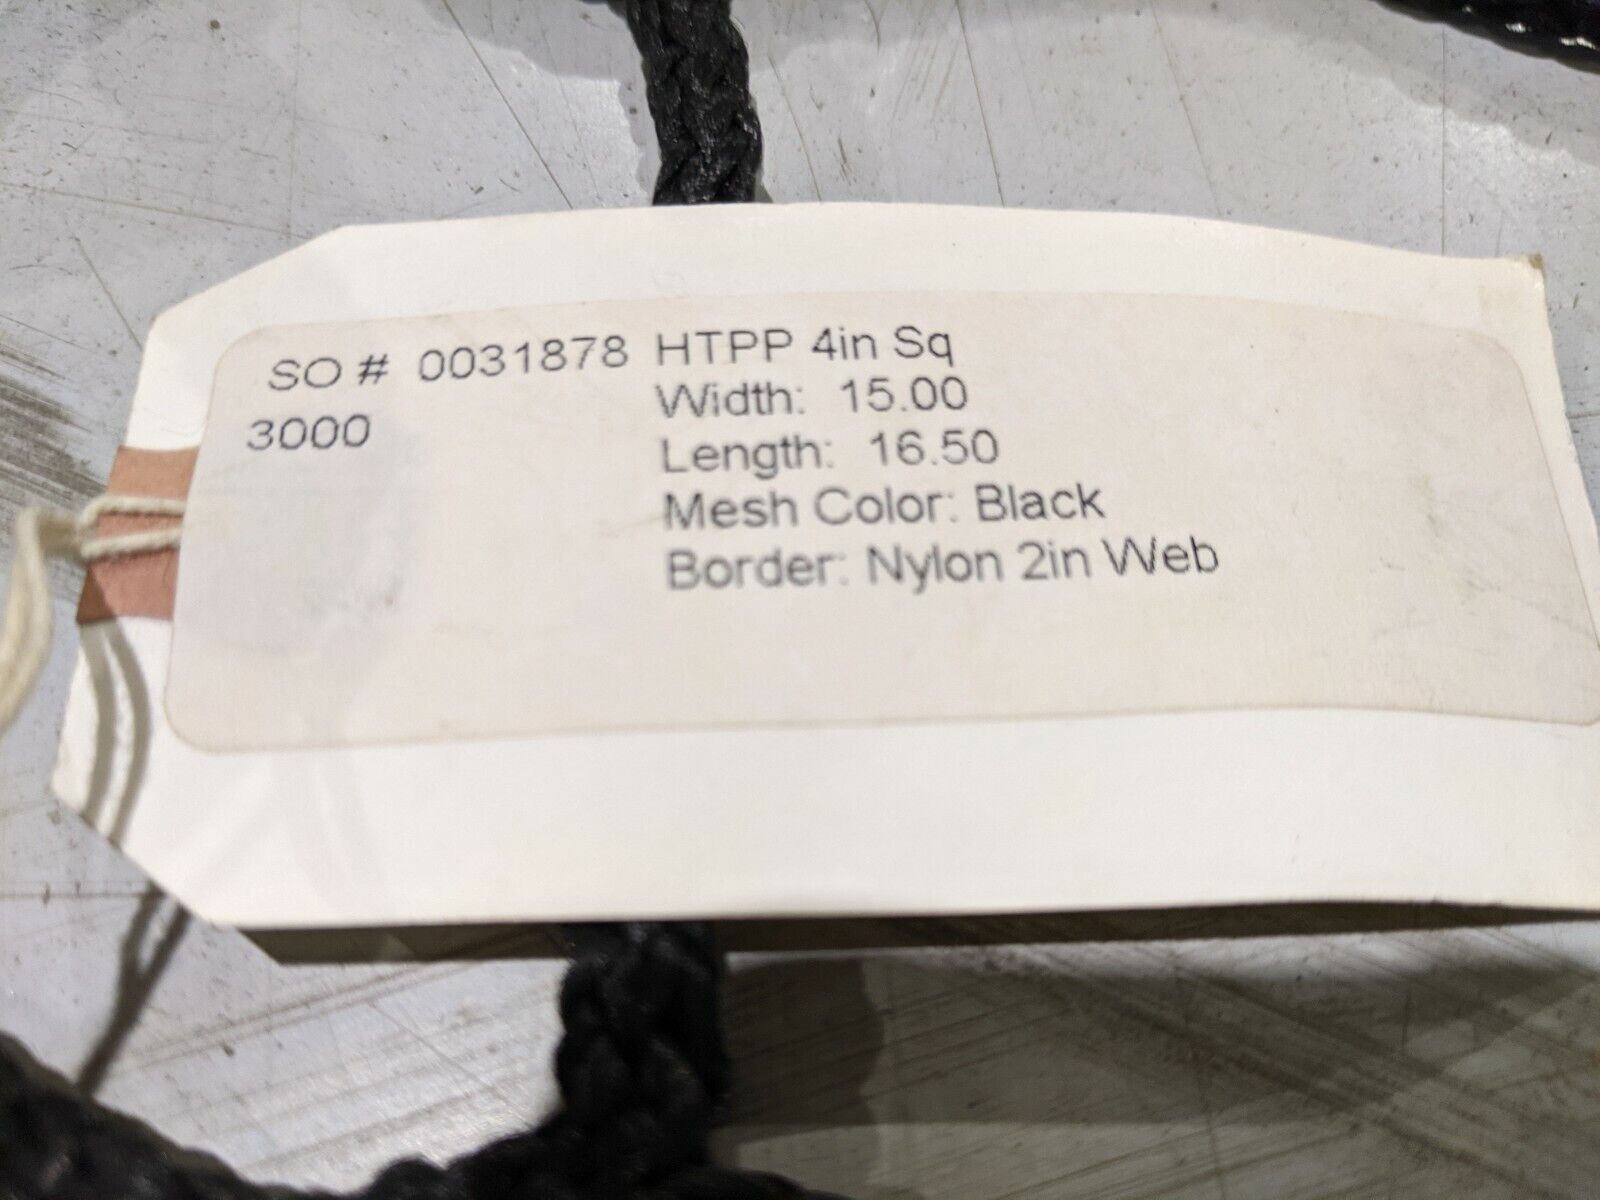 SO # 0031878 HTPP 4in Sq
3000
Width: 15.00
Length: 16.50
Mesh Color: Black
Border: Nylon 2in Web